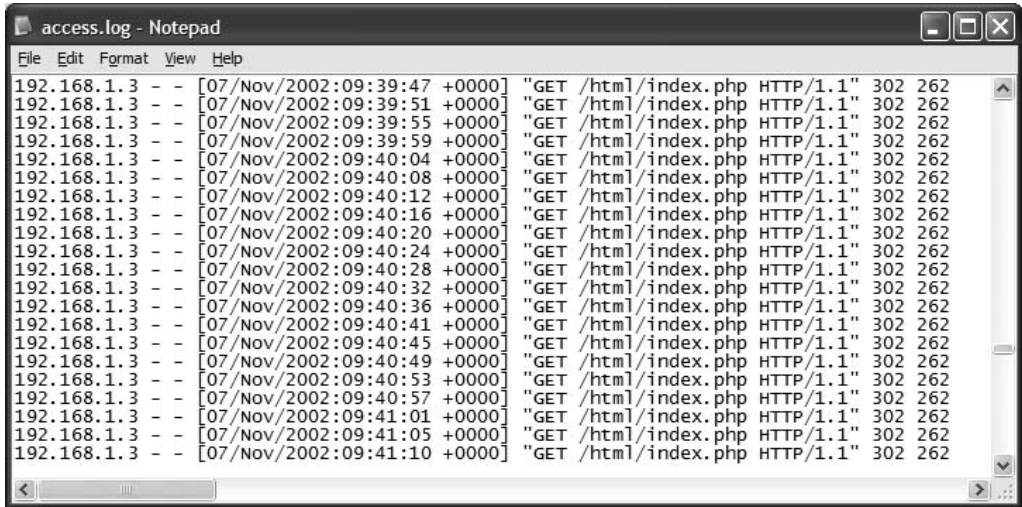 access.log - Notepad
File Edit Format View Help
192.168.1.3 - - [07/Nov/2002:09:39:47 +0000] "GET /html/index.php HTTP/1.1" 302 262
192.168.1.3 - - [07/Nov/2002:09:39:51 +0000] "GET /html/index.php HTTP/1.1" 302 262
192.168.1.3 - - [07/Nov/2002:09:39:55 +0000] "GET /html/index.php HTTP/1.1" 302 262
192.168.1.3 - - [07/Nov/2002:09:39:59 +0000] "GET /html/index.php HTTP/1.1" 302 262
192.168.1.3 - - [07/Nov/2002:09:40:04 +0000] "GET /html/index.php HTTP/1.1" 302 262
192.168.1.3 - - [07/Nov/2002:09:40:08 +0000] "GET /html/index.php HTTP/1.1" 302 262
192.168.1.3 - - [07/Nov/2002:09:40:12 +0000] "GET /html/index.php HTTP/1.1" 302 262
192.168.1.3 - - [07/Nov/2002:09:40:16 +0000] "GET /html/index.php HTTP/1.1" 302 262
192.168.1.3 - - [07/Nov/2002:09:40:20 +0000] "GET /html/index.php HTTP/1.1" 302 262
192.168.1.3 - - [07/Nov/2002:09:40:24 +0000] "GET /html/index.php HTTP/1.1" 302 262
192.168.1.3 - - [07/Nov/2002:09:40:28 +0000] "GET /html/index.php HTTP/1.1" 302 262
192.168.1.3 - - [07/Nov/2002:09:40:32 +0000] "GET /html/index.php HTTP/1.1" 302 262
192.168.1.3 - - [07/Nov/2002:09:40:36 +0000] "GET /html/index.php HTTP/1.1" 302 262
192.168.1.3 - - [07/Nov/2002:09:40:41 +0000] "GET /html/index.php HTTP/1.1" 302 262
192.168.1.3 - - [07/Nov/2002:09:40:45 +0000] "GET /html/index.php HTTP/1.1" 302 262
192.168.1.3 - - [07/Nov/2002:09:40:49 +0000] "GET /html/index.php HTTP/1.1" 302 262
192.168.1.3 - - [07/Nov/2002:09:40:53 +0000] "GET /html/index.php HTTP/1.1" 302 262
192.168.1.3 - - [07/Nov/2002:09:40:57 +0000] "GET /html/index.php HTTP/1.1" 302 262
192.168.1.3 - - [07/Nov/2002:09:41:01 +0000] "GET /html/index.php HTTP/1.1" 302 262
192.168.1.3 - - [07/Nov/2002:09:41:05 +0000] "GET /html/index.php HTTP/1.1" 302 262
192.168.1.3 - - [07/Nov/2002:09:41:10 +0000] "GET /html/index.php HTTP/1.1" 302 262